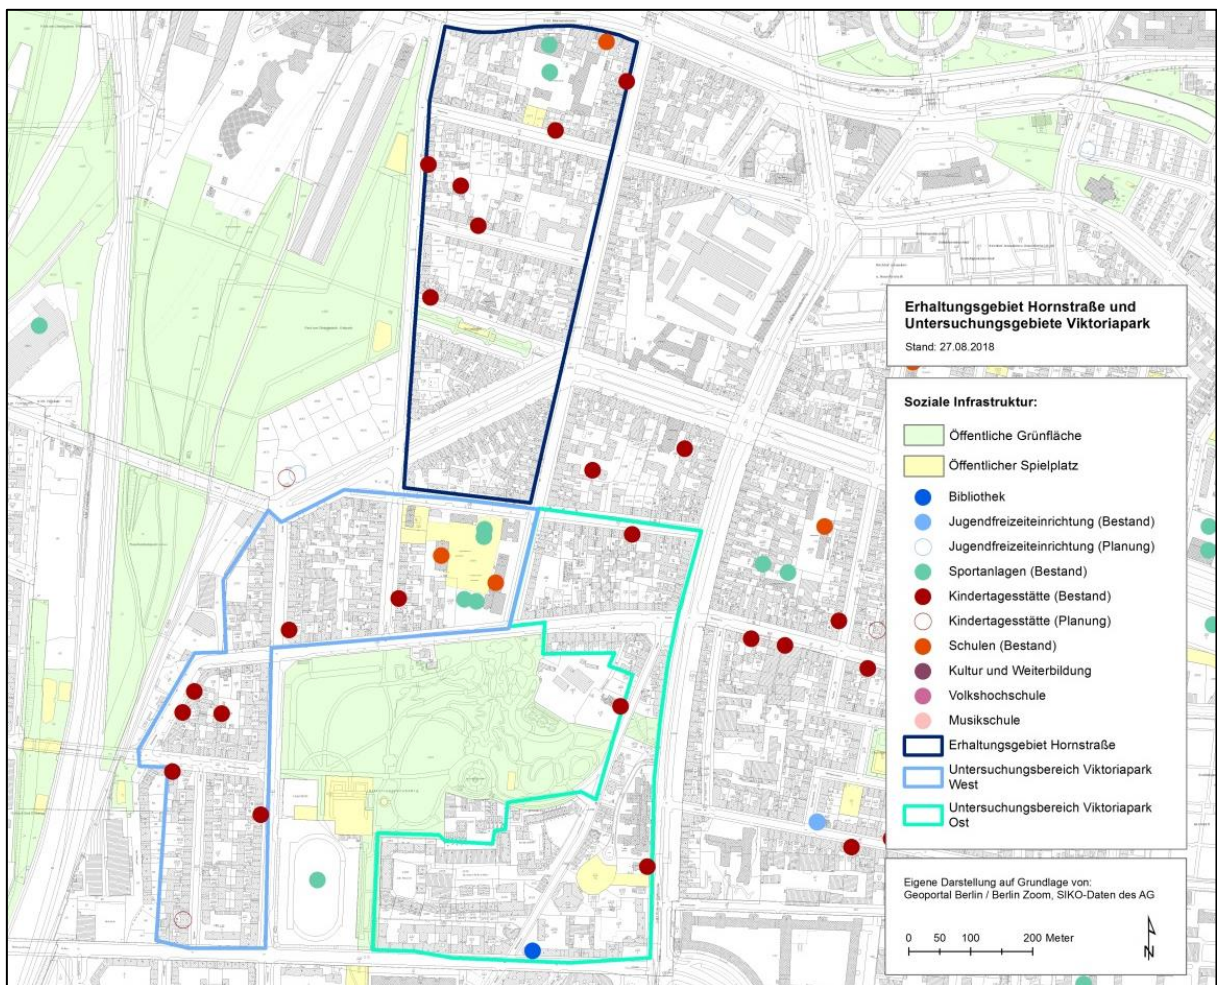 Erhaltungsgebiet Hornstraße und
Untersuchungsgebiete Viktoriapark
Stand: 27.08.2018
Soziale Infrastruktur:
Öffentliche Grünfläche
Öffentlicher Spielplatz
Bibliothek
Jugendfreizeiteinrichtung (Bestand)
Jugendfreizeiteinrichtung (Planung)
Sportanlagen (Bestand)
Kindertagesstätte (Bestand)
Kindertagesstätte (Planung)
Schulen (Bestand)
Kultur und Weiterbildung
Volkshochschule
Musikschule
Erhaltungsgebiet Hornstraße
Untersuchungsbereich Viktoriapark
West
Untersuchungsbereich Viktoriapark
Ost
Eigene Darstellung auf Grundlage von:
Geoportal Berlin / Berlin Zoom, SIKO-Daten des AG
0 50 100 200 Meter
N